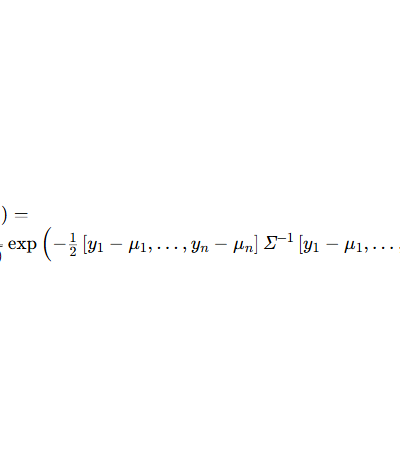 ) =
) exp(−1/2 [y₁ − μ₁, …, yₙ − μₙ] Σ⁻¹ [y₁ − μ₁, …